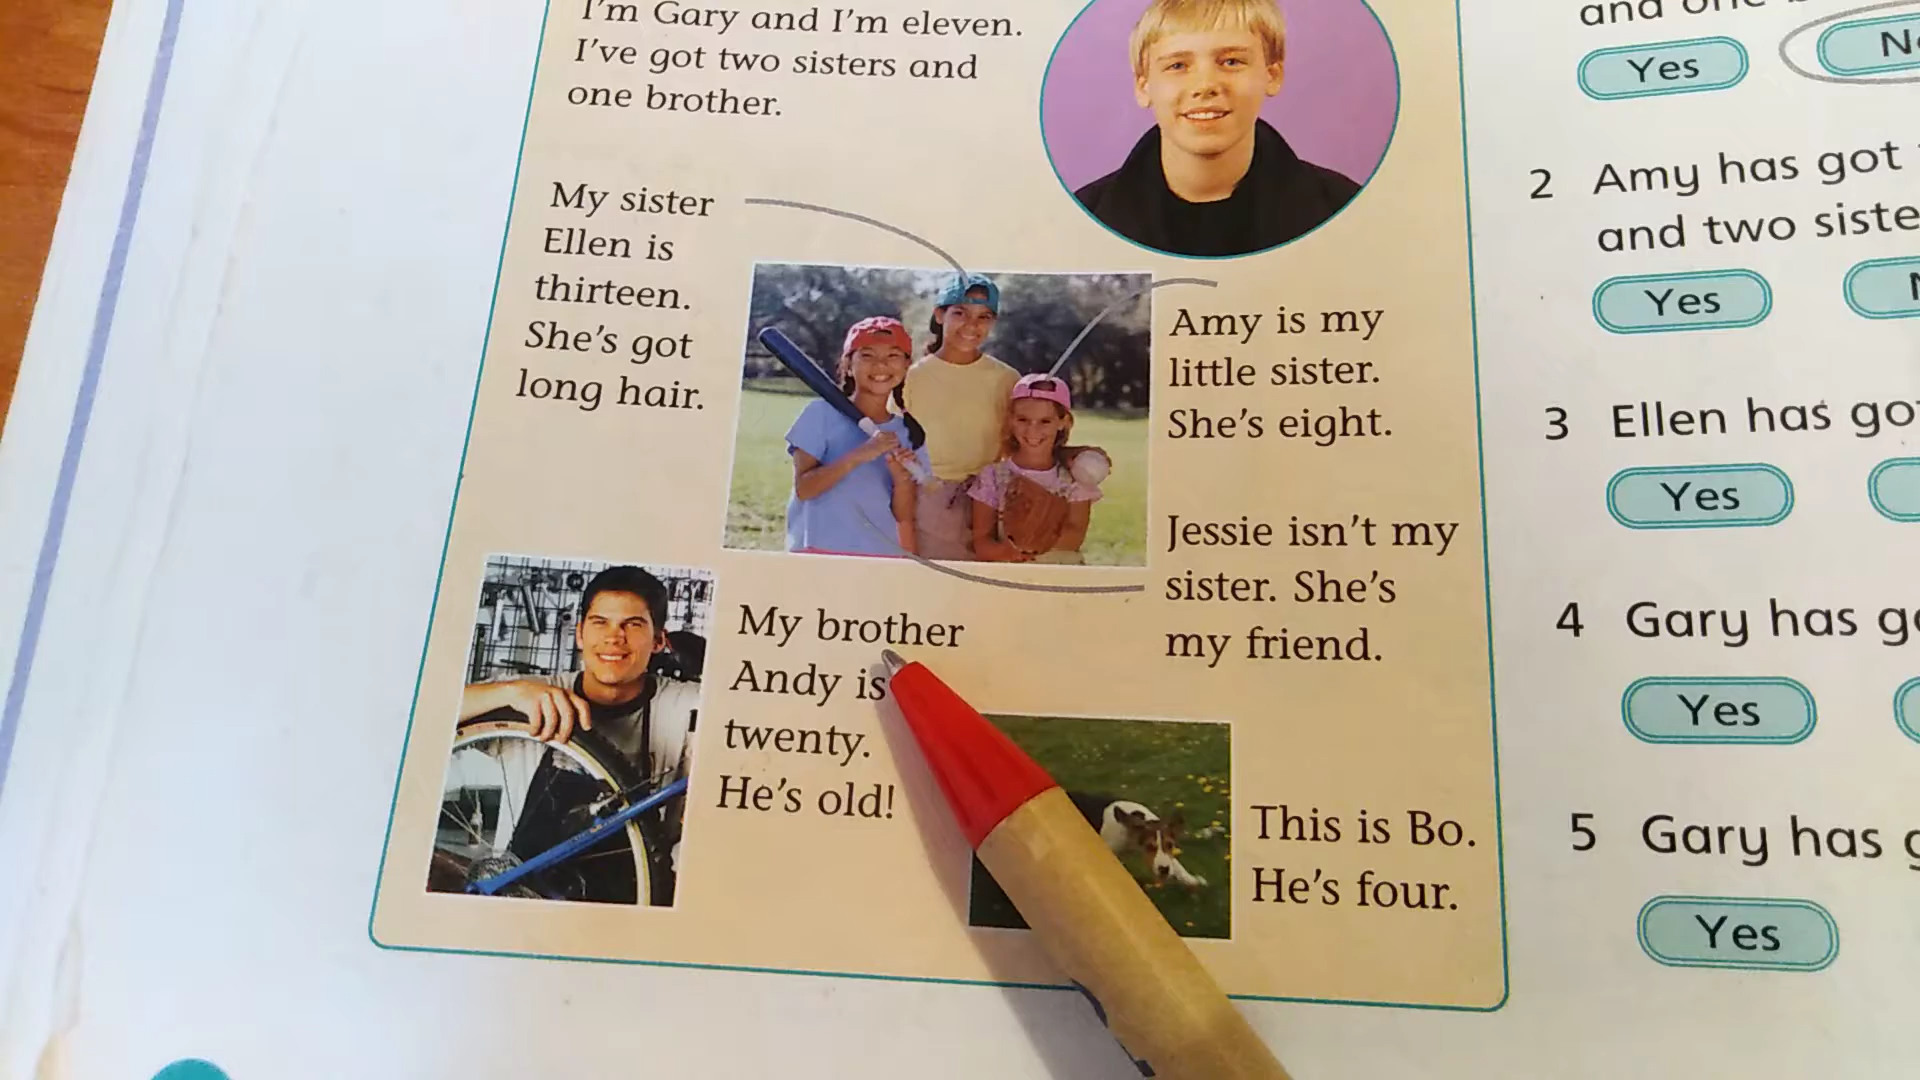 I'm Gary and I'm eleven.
I've got two sisters and
one brother.
My sister
Ellen is
thirteen.
She's got
long hair.
Amy is my
little sister.
She's eight.
Jessie isn't my
sister. She's
my friend.
My brother
Andy is
twenty.
He's old!
This is Bo.
He's four.
and one
Yes
2 Amy has got
and two
Yes
3 Ellen has
Yes
4 Gary has
Yes
5 Gary has
Yes